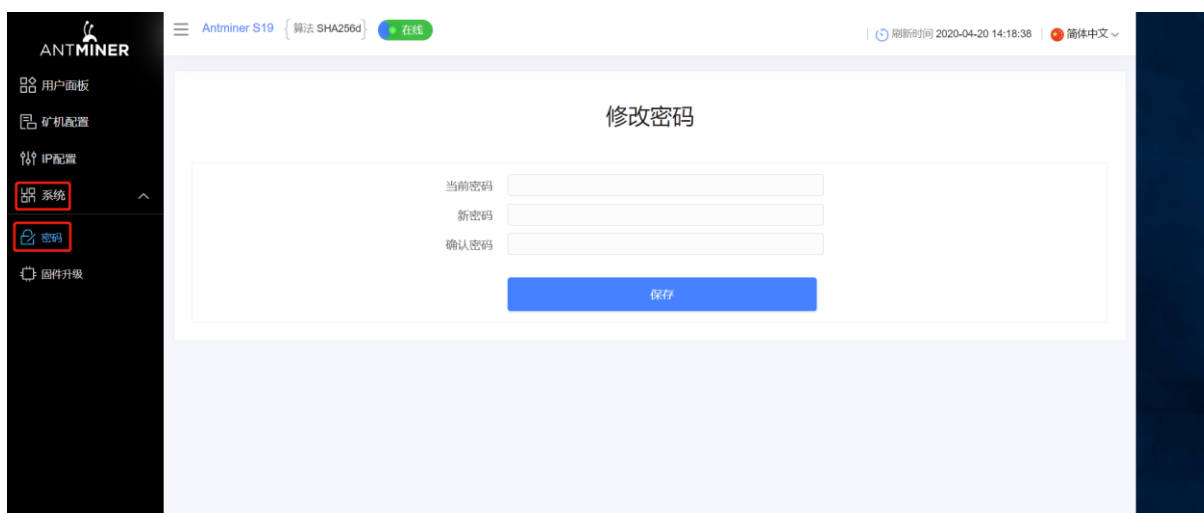 ANTMINER
Antminer S19 {算法 SHA256d} 在线
刷新时间 2020-04-20 14:18:38
简体中文
用户面板
矿机配置
IP配置
系统
密码
固件升级
修改密码
当前密码
新密码
确认密码
保存